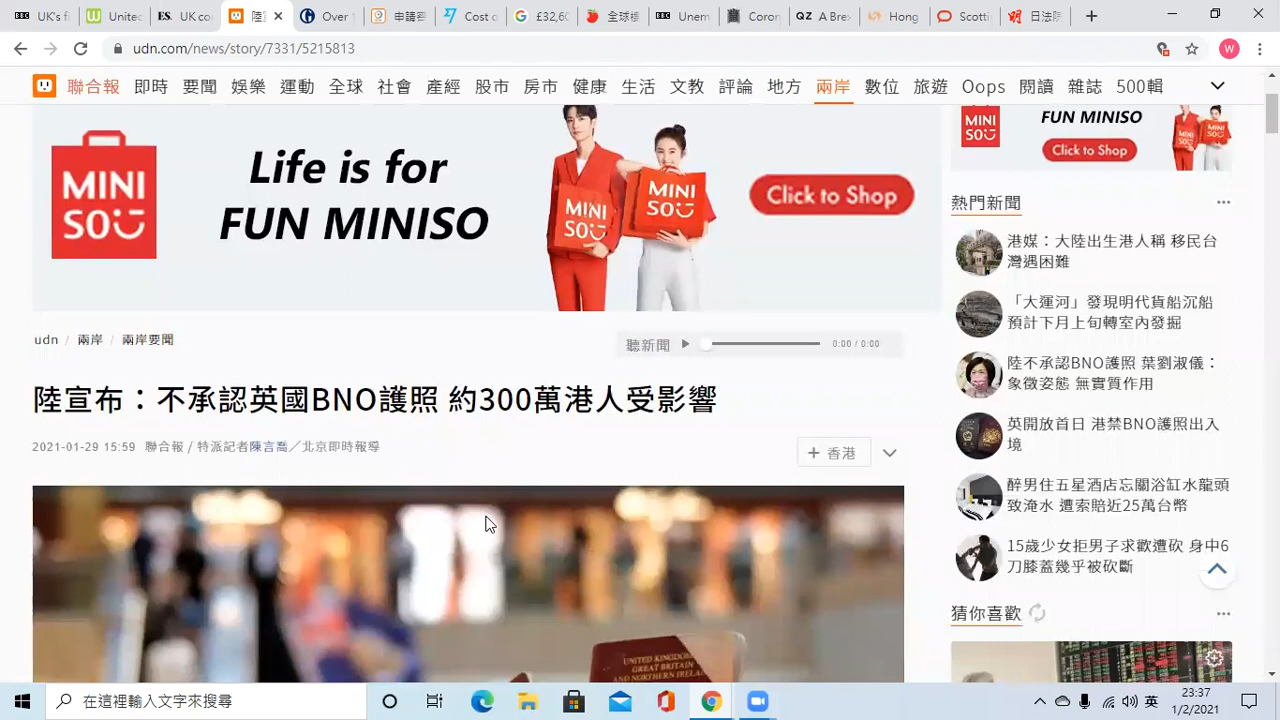 BCK UK's
United
ES. UK co
陸
Over
申請
Cost o
£32,60
全球
BCK Unem
Coron
QZ A Bre
Hong
Scotti
日法院
udn.com/news/story/7331/5215813
W
聯合報 即時 要聞 娛樂 運動 全球 社會 產經 股市 房市 健康 生活 文教 評論 地方 兩岸 數位 旅遊 Oops 閱讀 雜誌 500輯
MINI
SO
Life is for
FUN MINISO
MINI
SO
MINI
SO
Click to Shop
MINI
SO
FUN MINISO
Click to Shop
udn / 兩岸 / 兩岸要聞
聽新聞 0:00 / 0:00
陸宣布：不承認英國BNO護照 約300萬港人受影響
2021-01-29 15:59 聯合報 / 特派記者陳言喬／北京即時報導
+ 香港
UNITED KINGDOM
GREAT BRITAIN
AND NORTHERN IRELAND
熱門新聞
港媒：大陸出生港人稱 移民台
灣遇困難
「大運河」發現明代貨船沉船
預計下月上旬轉室內發掘
陸不承認BNO護照 葉劉淑儀：
象徵姿態 無實質作用
英開放首日 港禁BNO護照出入
境
醉男住五星酒店忘關浴缸水龍頭
致淹水 遭索賠近25萬台幣
15歲少女拒男子求歡遭砍 身中6
刀膝蓋幾乎被砍斷
猜你喜歡
在這裡輸入文字來搜尋
英
23:37
1/2/2021